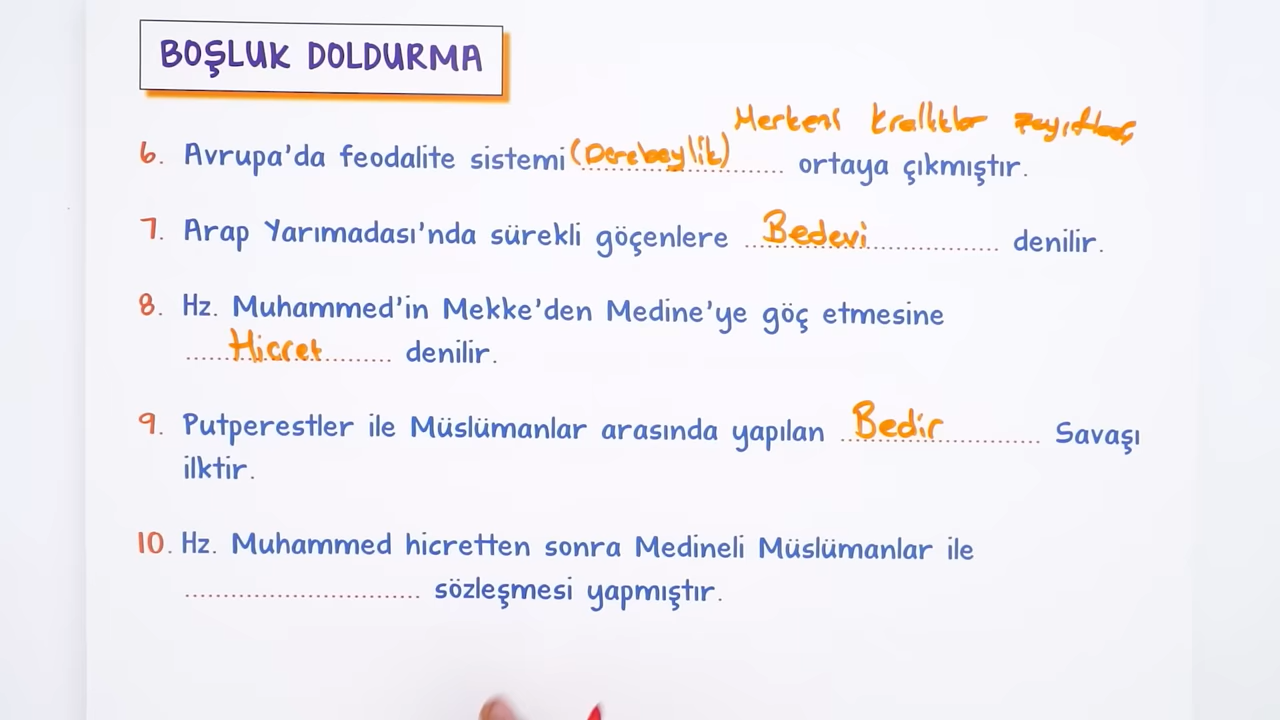 BOŞLUK DOLDURMA
Merkezi krallıklar
6. Avrupa'da feodalite sistemi (Derebeylik) ........................ ortaya çıkmıştır.
7. Arap Yarımadası'nda sürekli göçenlere Bedevi ........................ denilir.
8. Hz. Muhammed'in Mekke'den Medine'ye göç etmesine
Hicret ........................ denilir.
9. Putperestler ile Müslümanlar arasında yapılan Bedir ........................ Savaşı
ilktir.
10. Hz. Muhammed hicretten sonra Medineli Müslümanlar ile
.............................. sözleşmesi yapmıştır.